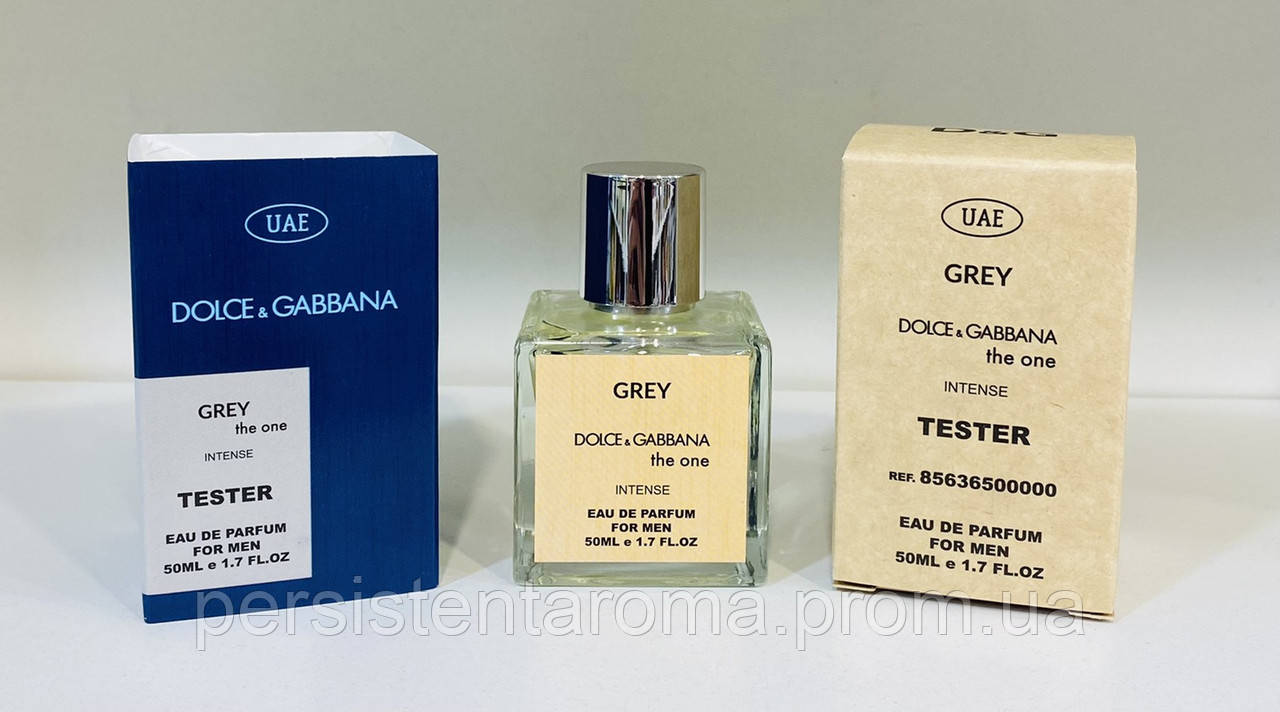 UAE
DOLCE & GABBANA
GREY
the one
INTENSE
TESTER
EAU DE PARFUM
FOR MEN
50ML e 1.7 FL.OZ
GREY
DOLCE & GABBANA
the one
INTENSE
EAU DE PARFUM
FOR MEN
50ML e 1.7 FL.OZ
D&G
UAE
GREY
DOLCE & GABBANA
the one
INTENSE
TESTER
REF. 85636500000
EAU DE PARFUM
FOR MEN
50ML e 1.7 FL.OZ
persistentaroma.prom.ua